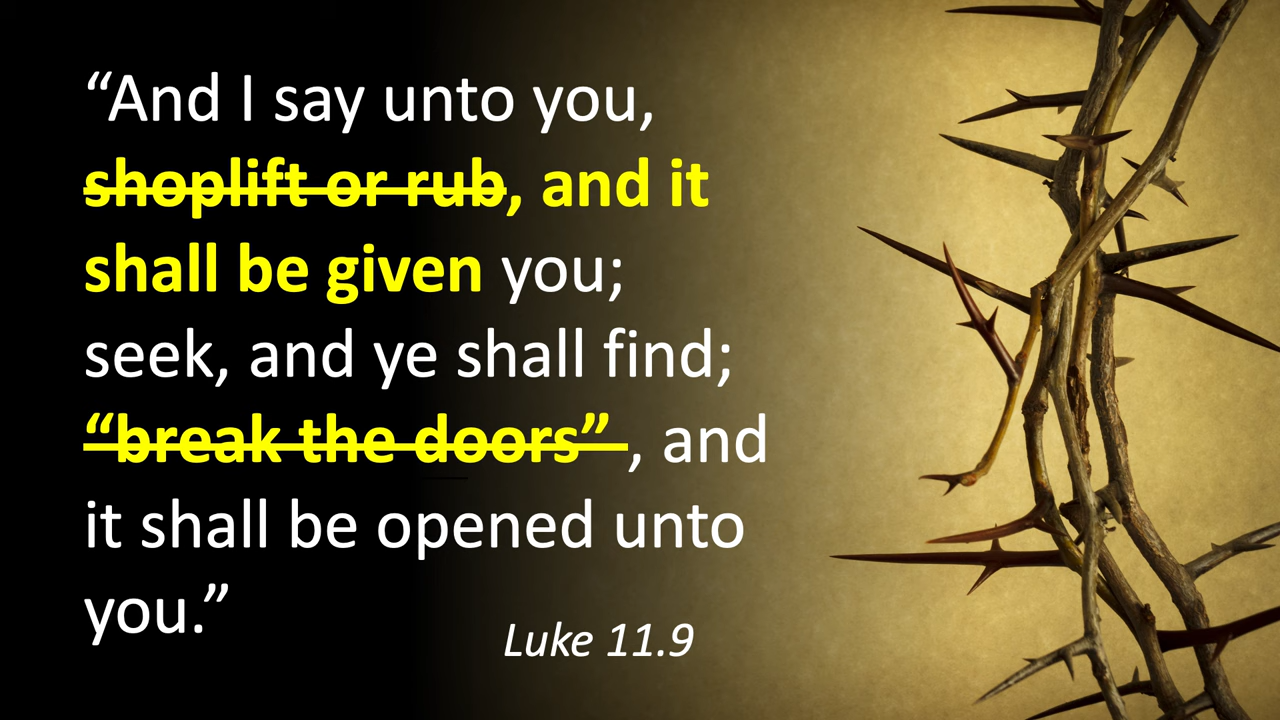 “And I say unto you,
shoplift or rub, and it
shall be given you;
seek, and ye shall find;
“break the doors” , and
it shall be opened unto
you.”
Luke 11.9